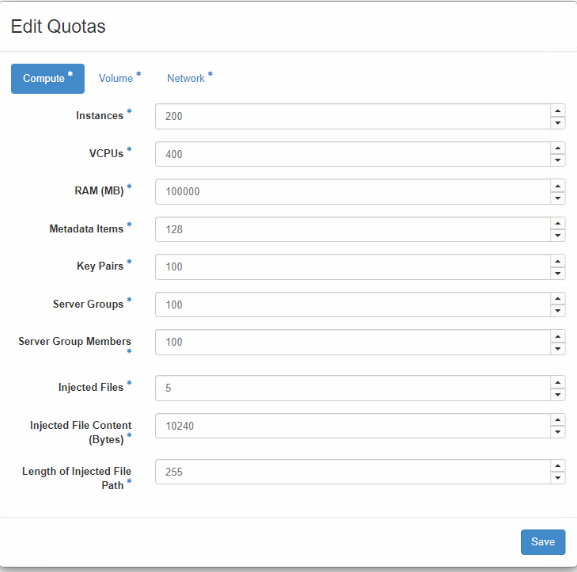 Edit Quotas
Compute * Volume * Network *
Instances * 200
VCPUs * 400
RAM (MB) * 100000
Metadata Items * 128
Key Pairs * 100
Server Groups * 100
Server Group Members
* 100
Injected Files * 5
Injected File Content
(Bytes) * 10240
Length of Injected File
Path * 255
Save